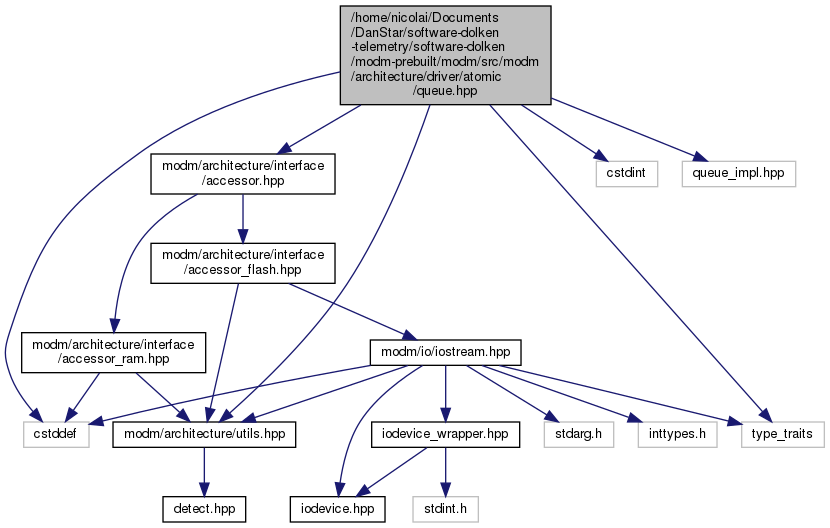 /home/nicolai/Documents
/DanStar/software-dolken
-telemetry/software-dolken
/modm-prebuilt/modm/src/modm
/architecture/driver/atomic
/queue.hpp
modm/architecture/interface
/accessor.hpp
cstdint
queue_impl.hpp
modm/architecture/interface
/accessor_flash.hpp
modm/architecture/interface
/accessor_ram.hpp
modm/io/iostream.hpp
cstddef
modm/architecture/utils.hpp
iodevice_wrapper.hpp
stdarg.h
inttypes.h
type_traits
detect.hpp
iodevice.hpp
stdint.h